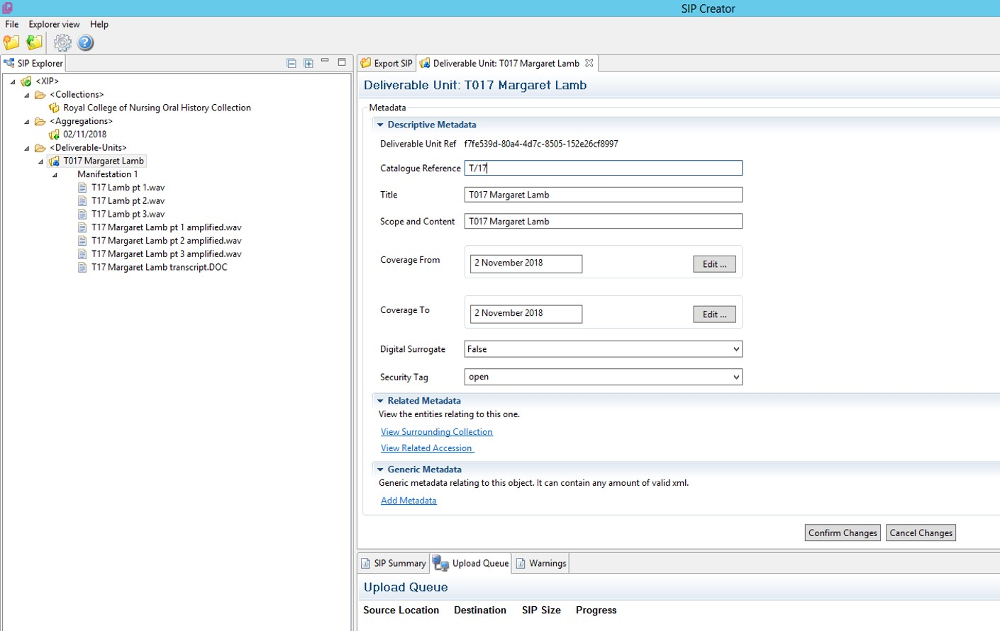 SIP Creator
File Explorer view Help
SIP Explorer
<XIP>
<Collections>
Royal College of Nursing Oral History Collection
<Aggregations>
02/11/2018
<Deliverable-Units>
T017 Margaret Lamb
Manifestation 1
T17 Lamb pt 1.wav
T17 Lamb pt 2.wav
T17 Lamb pt 3.wav
T17 Margaret Lamb pt 1 amplified.wav
T17 Margaret Lamb pt 2 amplified.wav
T17 Margaret Lamb pt 3 amplified.wav
T17 Margaret Lamb transcript.DOC
Export SIP Deliverable Unit: T017 Margaret Lamb
Deliverable Unit: T017 Margaret Lamb
Metadata
Descriptive Metadata
Deliverable Unit Ref f7fe539d-80a4-4d7c-8505-152e26cf8997
Catalogue Reference T/17
Title T017 Margaret Lamb
Scope and Content T017 Margaret Lamb
Coverage From 2 November 2018 Edit ...
Coverage To 2 November 2018 Edit ...
Digital Surrogate False
Security Tag open
Related Metadata
View the entities relating to this one.
View Surrounding Collection
View Related Accession
Generic Metadata
Generic metadata relating to this object. It can contain any amount of valid xml.
Add Metadata
Confirm Changes Cancel Changes
SIP Summary Upload Queue Warnings
Upload Queue
Source Location Destination SIP Size Progress